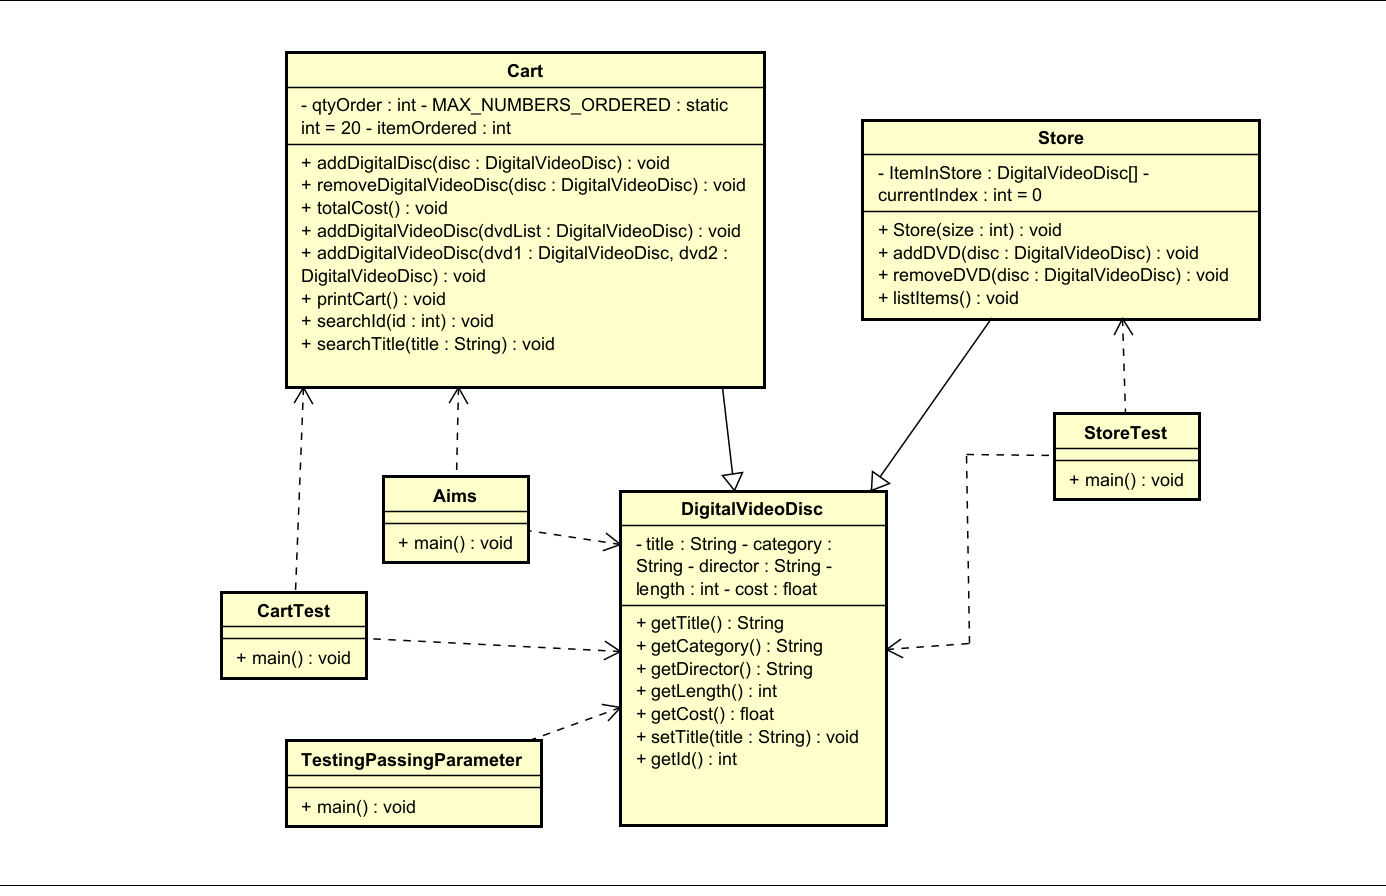 Cart
- qtyOrder : int - MAX_NUMBERS_ORDERED : static
int = 20 - itemOrdered : int
+ addDigitalDisc(disc : DigitalVideoDisc) : void
+ removeDigitalVideoDisc(disc : DigitalVideoDisc) : void
+ totalCost() : void
+ addDigitalVideoDisc(dvdList : DigitalVideoDisc) : void
+ addDigitalVideoDisc(dvd1 : DigitalVideoDisc, dvd2 :
DigitalVideoDisc) : void
+ printCart() : void
+ searchId(id : int) : void
+ searchTitle(title : String) : void
Store
- ItemInStore : DigitalVideoDisc[] -
currentIndex : int = 0
+ Store(size : int) : void
+ addDVD(disc : DigitalVideoDisc) : void
+ removeDVD(disc : DigitalVideoDisc) : void
+ listItems() : void
StoreTest
+ main() : void
Aims
+ main() : void
DigitalVideoDisc
- title : String - category :
String - director : String -
length : int - cost : float
+ getTitle() : String
+ getCategory() : String
+ getDirector() : String
+ getLength() : int
+ getCost() : float
+ setTitle(title : String) : void
+ getId() : int
CartTest
+ main() : void
TestingPassingParameter
+ main() : void